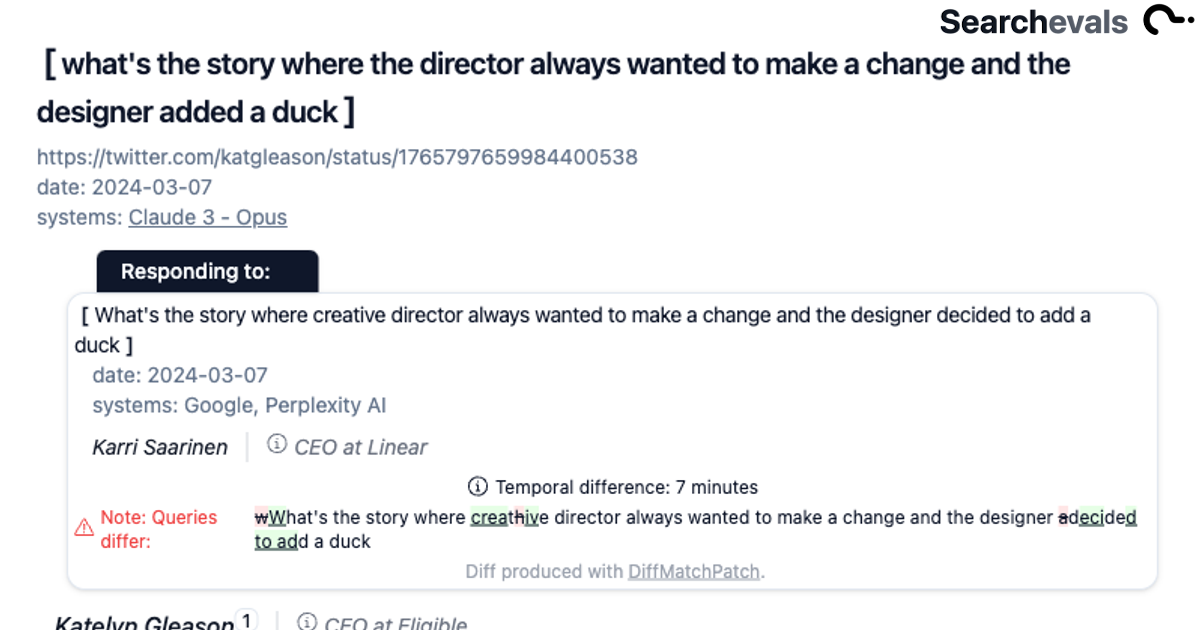 Searchevals
[ what's the story where the director always wanted to make a change and the
designer added a duck ]
https://twitter.com/katgleason/status/1765797659984400538
date: 2024-03-07
systems: Claude 3 - Opus
Responding to:
[ What's the story where creative director always wanted to make a change and the designer decided to add a
duck ]
date: 2024-03-07
systems: Google, Perplexity AI
Karri Saarinen | ⓘ CEO at Linear
ⓘ Temporal difference: 7 minutes
Note: Queries
differ:
wWhat's the story where creathive director always wanted to make a change and the designer adecided
to add a duck
Diff produced with DiffMatchPatch.
Katelyn Gleason 1 | ⓘ CEO at Eligible